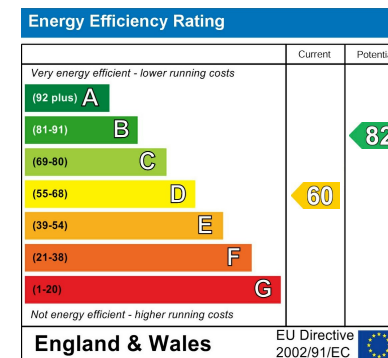 Energy Efficiency Rating
Current Potenti
Very energy efficient - lower running costs
(92 plus) A
(81-91) B
82
(69-80) C
(55-68) D
60
(39-54) E
(21-38) F
(1-20) G
Not energy efficient - higher running costs
England & Wales
EU Directive
2002/91/EC